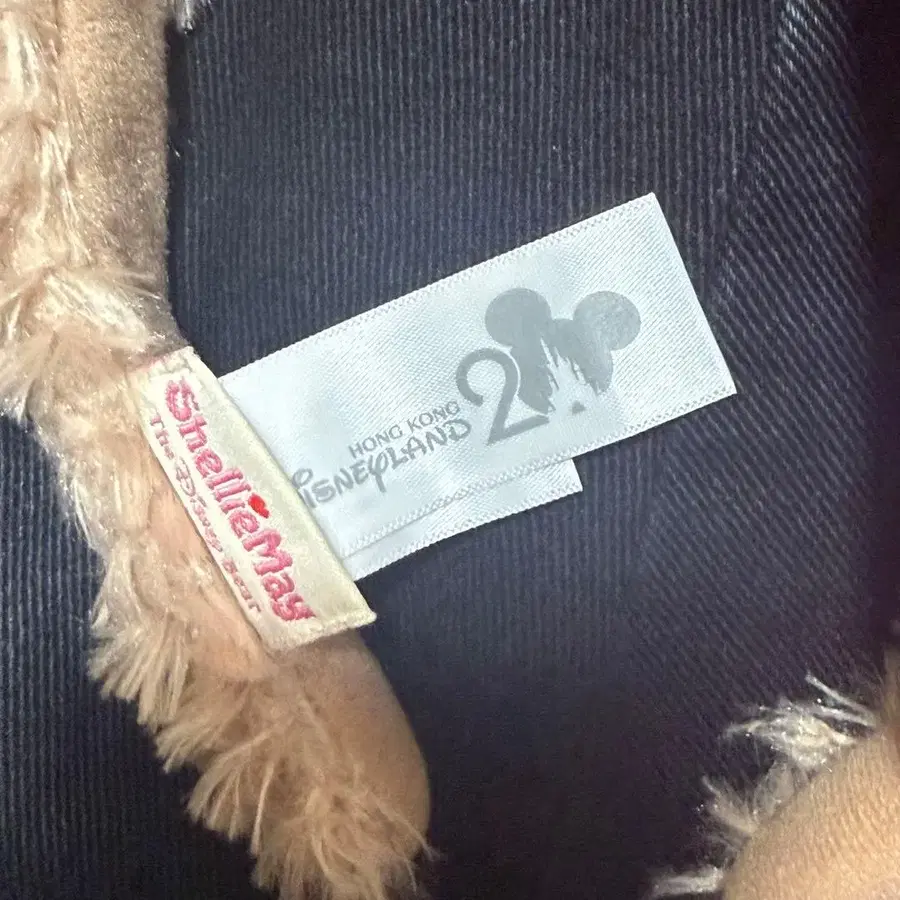 ShellieMay
The Disney Bear
HONG KONG
DISNEYLAND
20